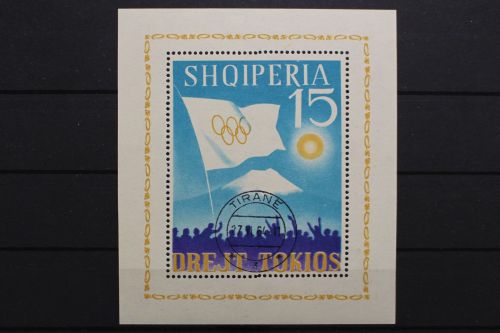 SHQIPERIA
15
TIRANE
DREJT TOKIOS